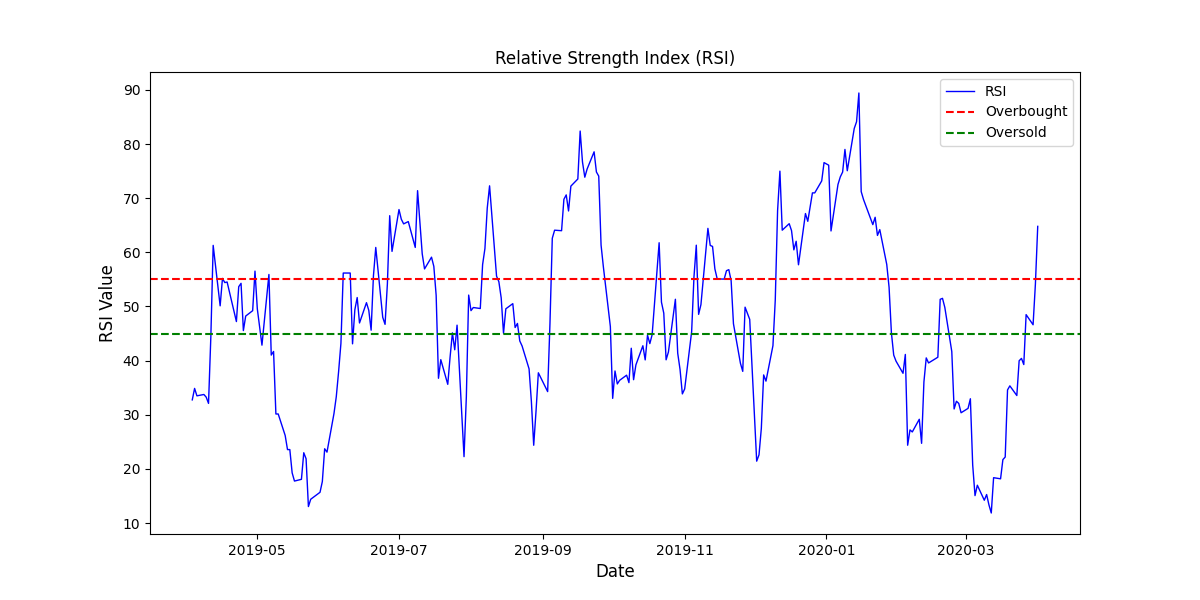 Relative Strength Index (RSI)
90
80
70
60
50
40
30
20
10
RSI Value
RSI
Overbought
Oversold
2019-05
2019-07
2019-09
2019-11
2020-01
2020-03
Date